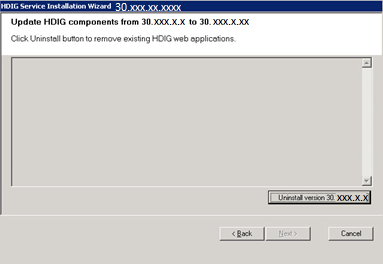 HDIG Service Installation Wizard 30.xxx.xx.xxxx
Update HDIG components from 30.xxx.x.x to 30. xxx.x.xx
Click Uninstall button to remove existing HDIG web applications.
Uninstall version 30. XXX.X.X
< Back Next > Cancel